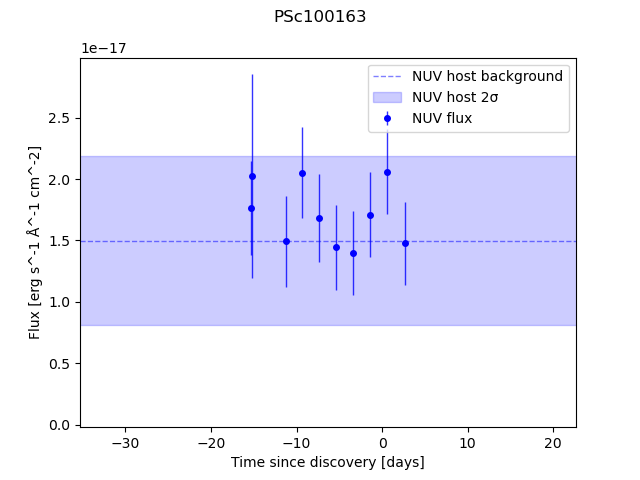 PSc100163
1e−17
NUV host background
NUV host 2σ
NUV flux
2.5
2.0
1.5
1.0
0.5
0.0
Flux [erg s^-1 Å^-1 cm^-2]
−30
−20
−10
0
10
20
Time since discovery [days]